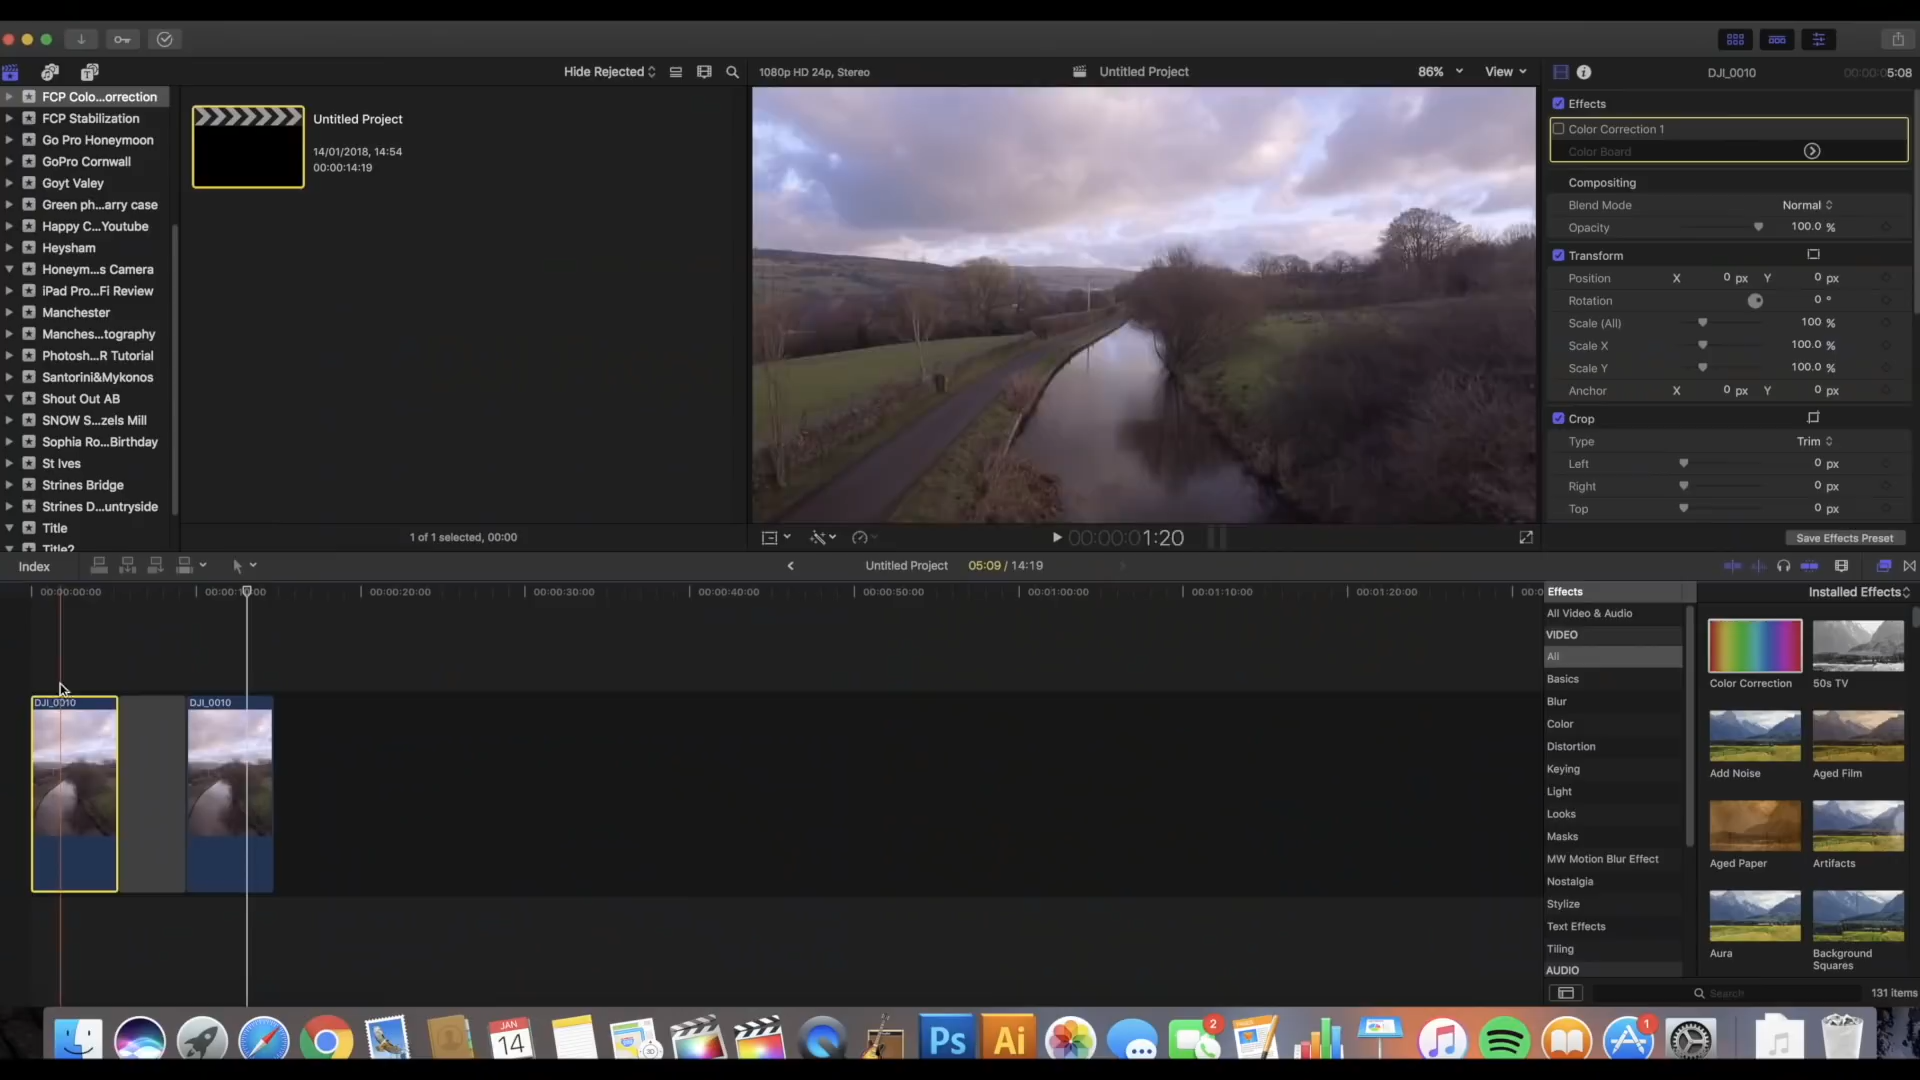 Hide Rejected
1080p HD 24p, Stereo
Untitled Project
86%
View
DJI_0010
00:00:05:08
FCP Colo...orrection
FCP Stabilization
Go Pro Honeymoon
GoPro Cornwall
Goyt Valey
Green ph...arry case
Happy C...Youtube
Heysham
Honeym...s Camera
iPad Pro...Fi Review
Manchester
Manches...tography
Photosh...R Tutorial
Santorini&Mykonos
Shout Out AB
SNOW S...zels Mill
Sophia Ro...Birthday
St Ives
Strines Bridge
Strines D...untryside
Title
Title2
Untitled Project
14/01/2018, 14:54
00:00:14:19
1 of 1 selected, 00:00
00:00:01:20
Effects
Color Correction 1
Color Board
Compositing
Blend Mode Normal
Opacity 100.0 %
Transform
Position X 0 px Y 0 px
Rotation 0 °
Scale (All) 100 %
Scale X 100.0 %
Scale Y 100.0 %
Anchor X 0 px Y 0 px
Crop
Type Trim
Left 0 px
Right 0 px
Top 0 px
Save Effects Preset
Index
Untitled Project 05:09 / 14:19
00:00:00:00
00:00:20:00
00:00:30:00
00:00:40:00
00:00:50:00
00:01:00:00
00:01:10:00
00:01:20:00
DJI_0010
DJI_0010
Effects
Installed Effects
All Video & Audio
VIDEO
All
Basics
Blur
Color
Distortion
Keying
Light
Looks
Masks
MW Motion Blur Effect
Nostalgia
Stylize
Text Effects
Tiling
AUDIO
Color Correction
50s TV
Add Noise
Aged Film
Aged Paper
Artifacts
Aura
Background
Squares
Search
131 items
JAN
14
Ps
Ai
2
1